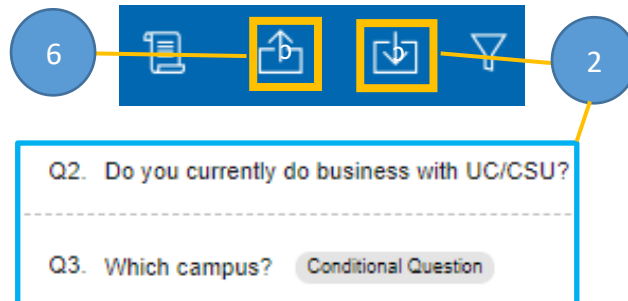 6
b
b
2
Q2. Do you currently do business with UC/CSU?
Q3. Which campus? Conditional Question